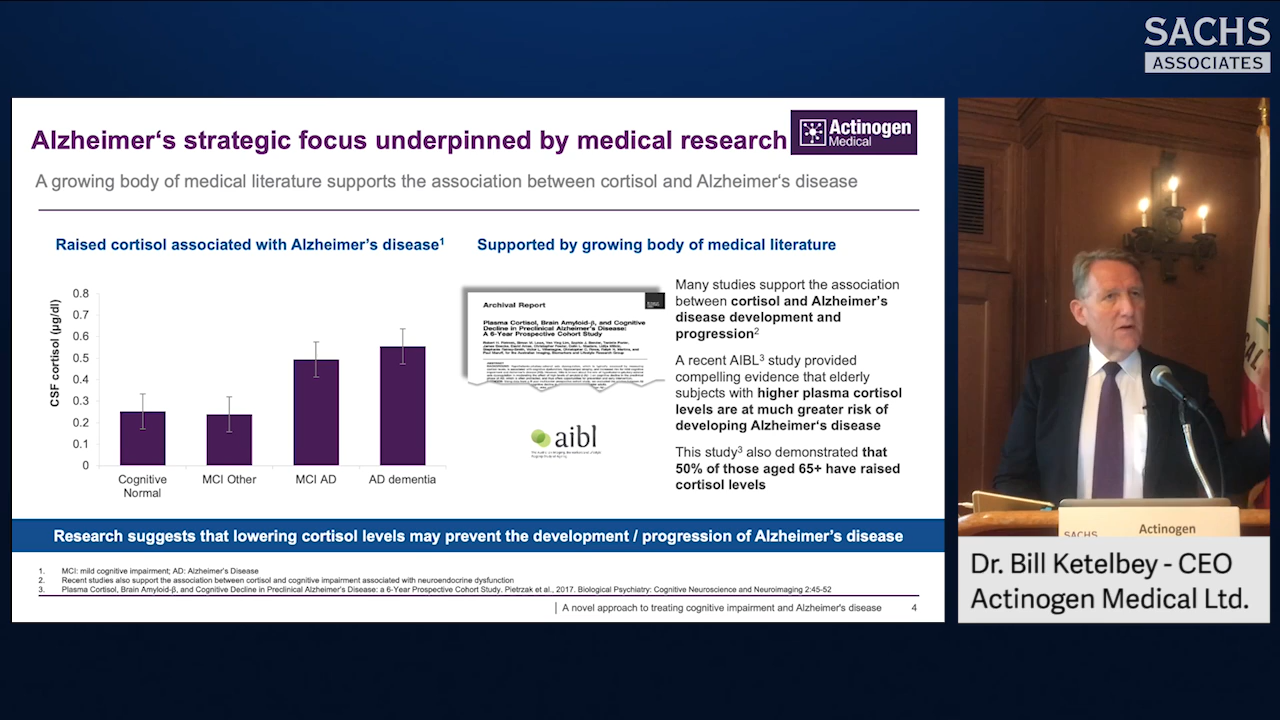 SACHS
ASSOCIATES
Alzheimer‘s strategic focus underpinned by medical research
Actinogen
Medical
A growing body of medical literature supports the association between cortisol and Alzheimer‘s disease
Raised cortisol associated with Alzheimer’s disease1
CSF cortisol (µg/dl)
0.8
0.7
0.6
0.5
0.4
0.3
0.2
0.1
0
Cognitive
Normal
MCI Other
MCI AD
AD dementia
Supported by growing body of medical literature
Archival Report
Plasma Cortisol, Brain Amyloid-β, and Cognitive
Decline in Preclinical Alzheimer's Disease:
A 6-Year Prospective Cohort Study
aibl
Many studies support the association
between cortisol and Alzheimer’s
disease development and
progression2
A recent AIBL3 study provided
compelling evidence that elderly
subjects with higher plasma cortisol
levels are at much greater risk of
developing Alzheimer‘s disease
This study3 also demonstrated that
50% of those aged 65+ have raised
cortisol levels
Research suggests that lowering cortisol levels may prevent the development / progression of Alzheimer’s disease
1. MCI: mild cognitive impairment; AD: Alzheimer’s Disease
2. Recent studies also support the association between cortisol and cognitive impairment associated with neuroendocrine dysfunction
3. Plasma Cortisol, Brain Amyloid-β, and Cognitive Decline in Preclinical Alzheimer’s Disease: a 6-Year Prospective Cohort Study. Pietrzak et al., 2017. Biological Psychiatry: Cognitive Neuroscience and Neuroimaging 2:45-52
A novel approach to treating cognitive impairment and Alzheimer's disease 4
SACHS
Actinogen
Dr. Bill Ketelbey - CEO
Actinogen Medical Ltd.